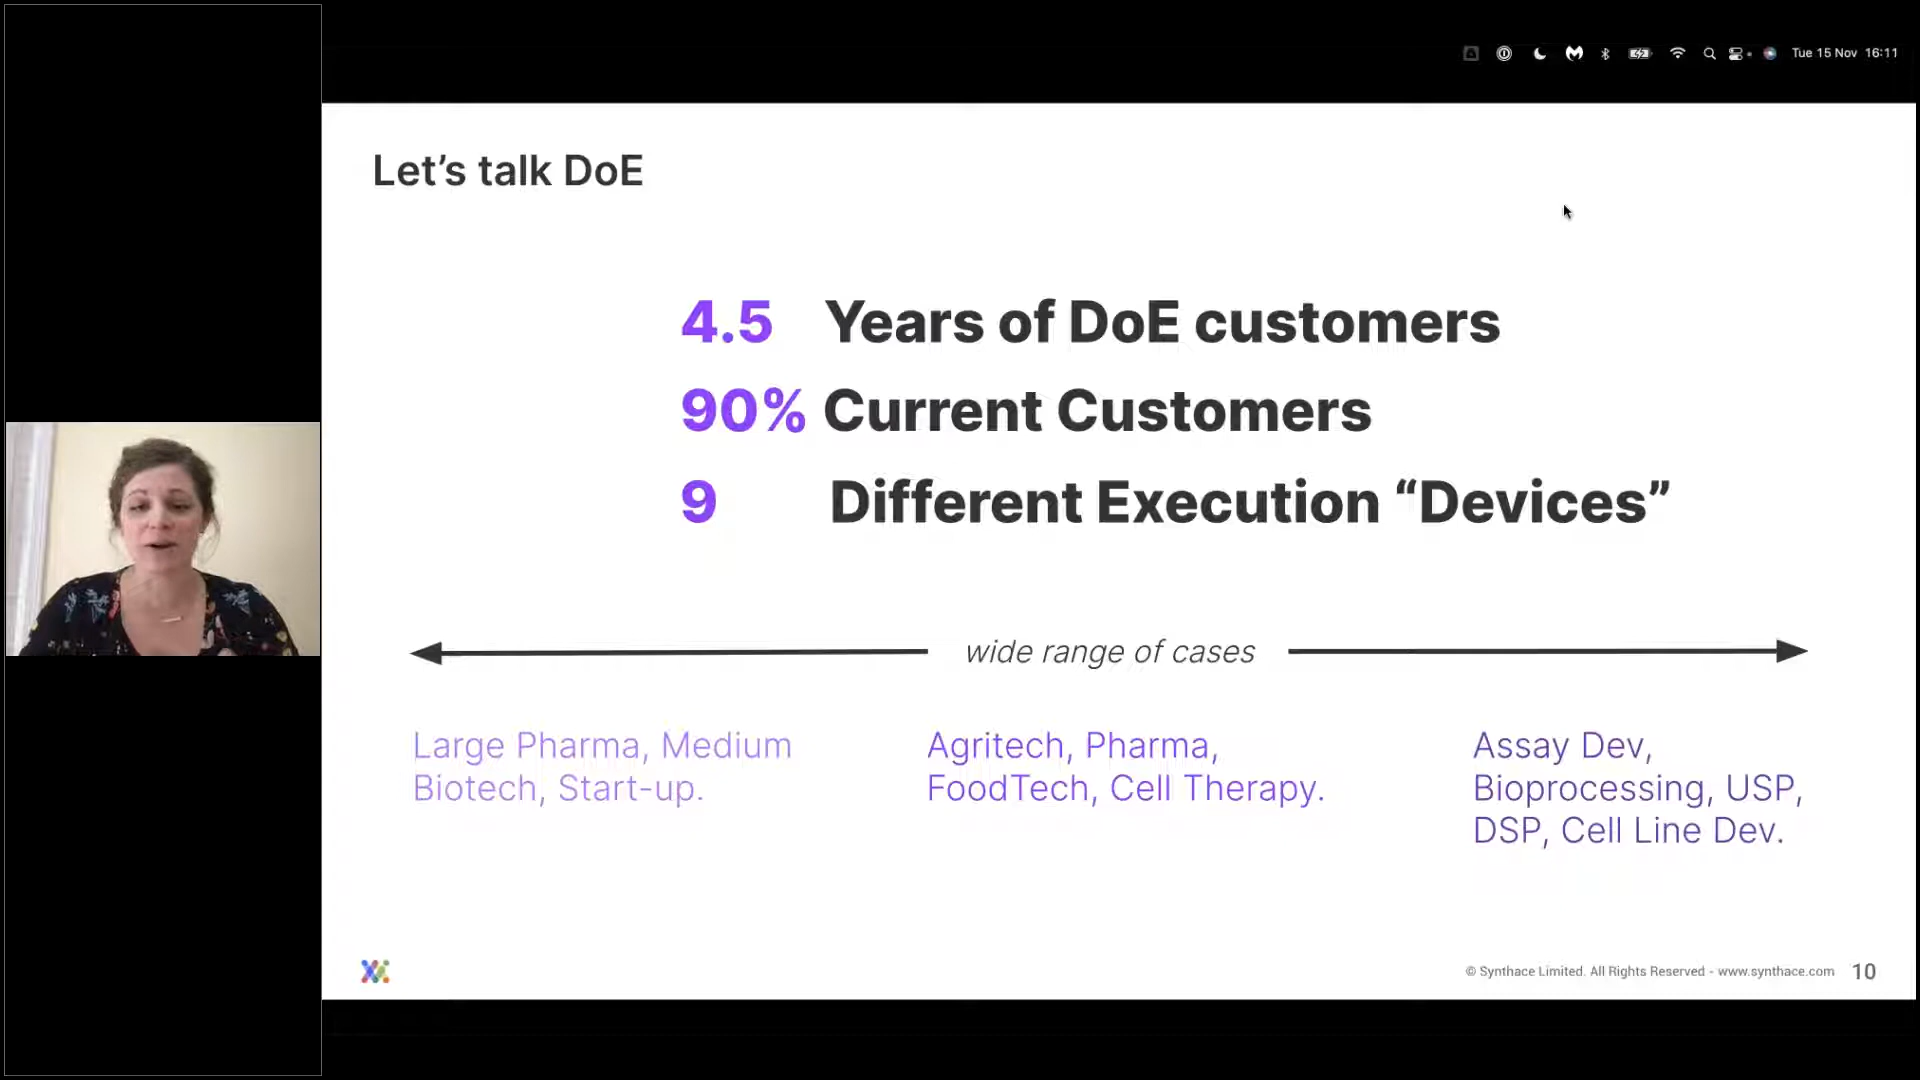 Tue 15 Nov 16:11
Let’s talk DoE
4.5 Years of DoE customers
90% Current Customers
9 Different Execution “Devices”
wide range of cases
Large Pharma, Medium
Biotech, Start-up.
Agritech, Pharma,
FoodTech, Cell Therapy.
Assay Dev,
Bioprocessing, USP,
DSP, Cell Line Dev.
© Synthace Limited. All Rights Reserved - www.synthace.com 10